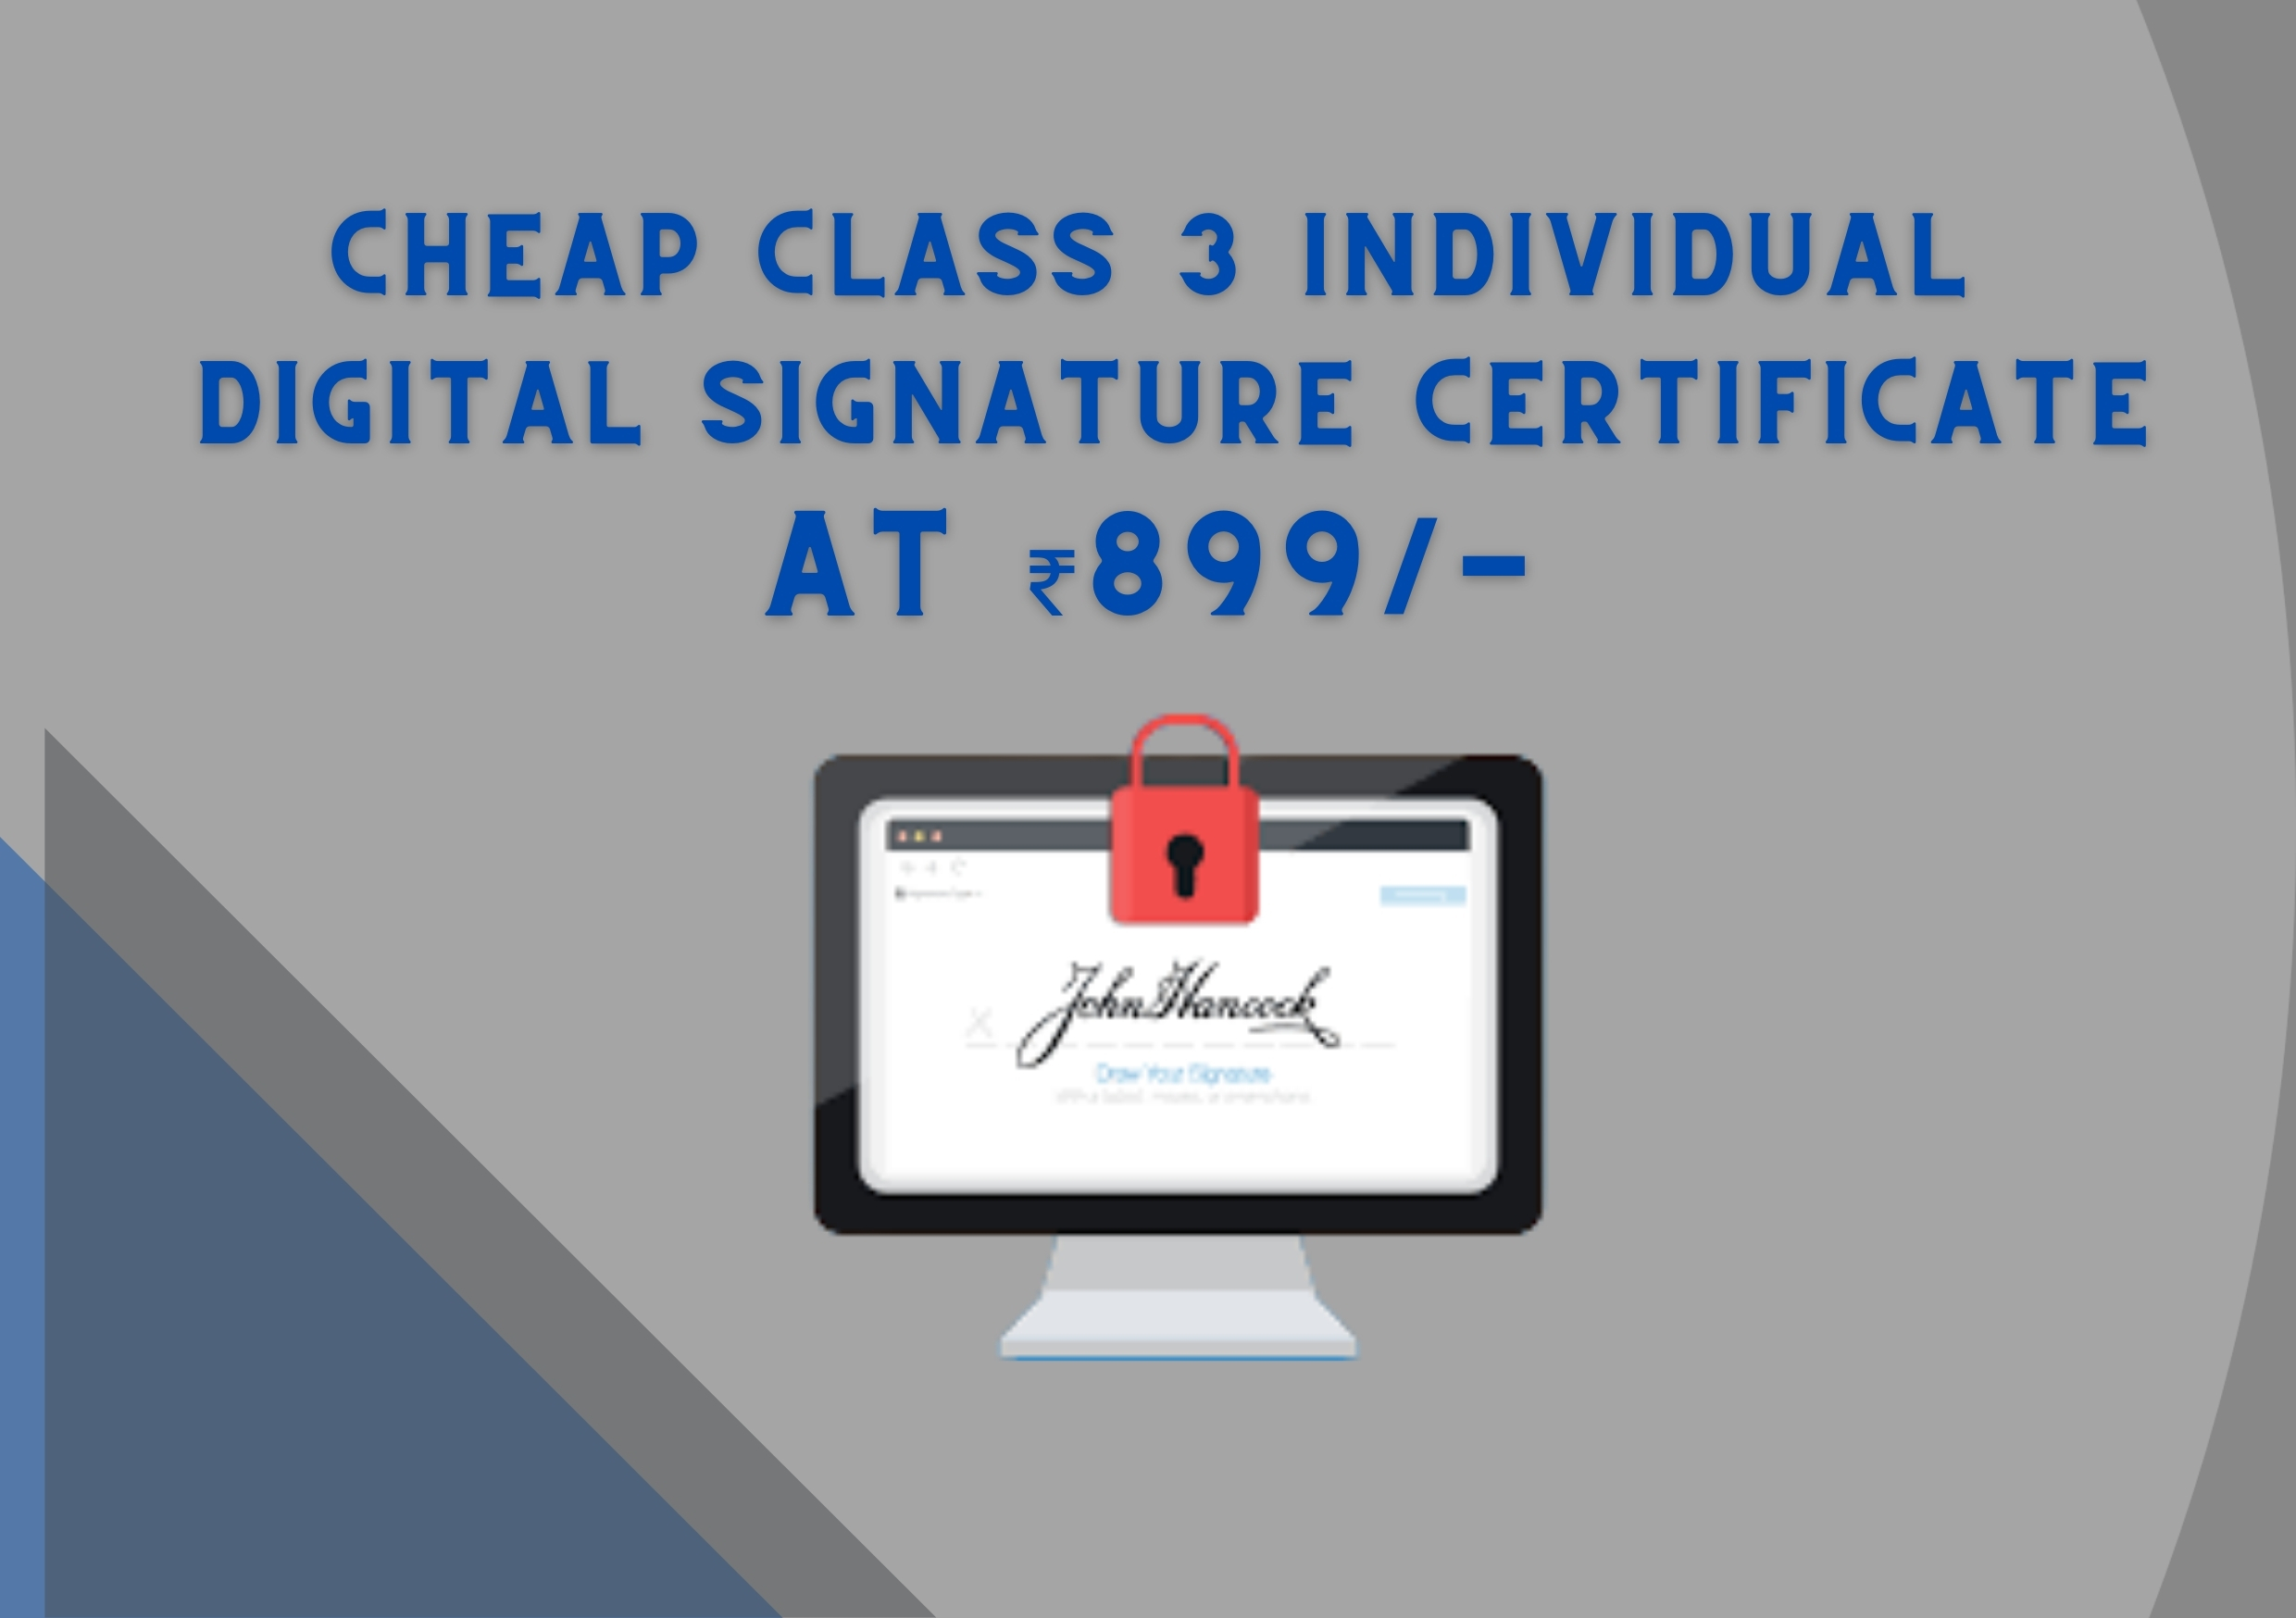 CHEAP CLASS 3 INDIVIDUAL
DIGITAL SIGNATURE CERTIFICATE
AT ₹899/-
John Hancock
X
Draw Your Signature